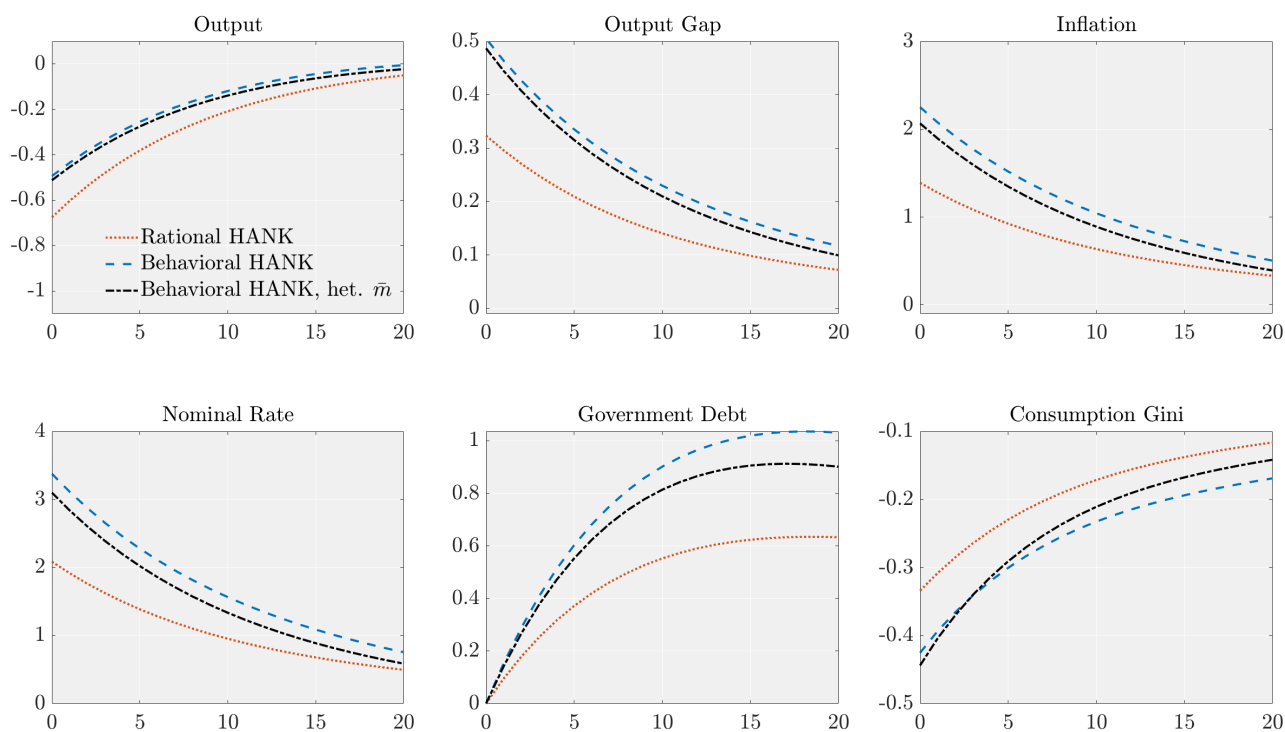 Output
0
-0.2
-0.4
-0.6
-0.8
-1
Rational HANK
Behavioral HANK
Behavioral HANK, het. m̄
0 5 10 15 20
Output Gap
0.5
0.4
0.3
0.2
0.1
0
0 5 10 15 20
Inflation
3
2
1
0
0 5 10 15 20
Nominal Rate
4
3
2
1
0
0 5 10 15 20
Government Debt
1
0.8
0.6
0.4
0.2
0
0 5 10 15 20
Consumption Gini
-0.1
-0.2
-0.3
-0.4
-0.5
0 5 10 15 20